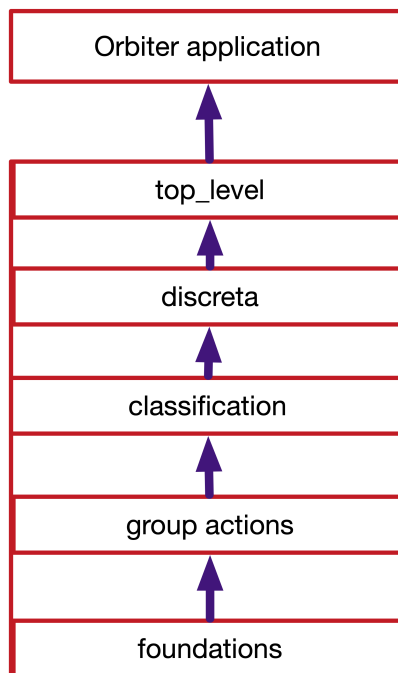 Orbiter application
top_level
discreta
classification
group actions
foundations